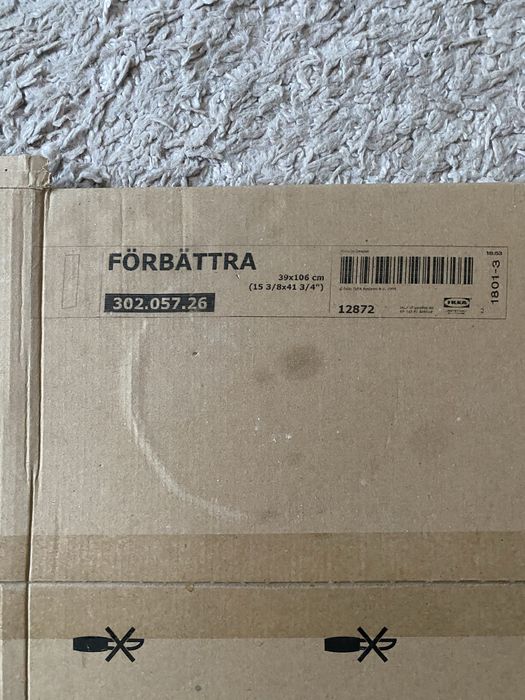 FÖRBÄTTRA
39x106 cm
(15 3/8x41 3/4")
302.057.26
12872
IKEA
1801-3